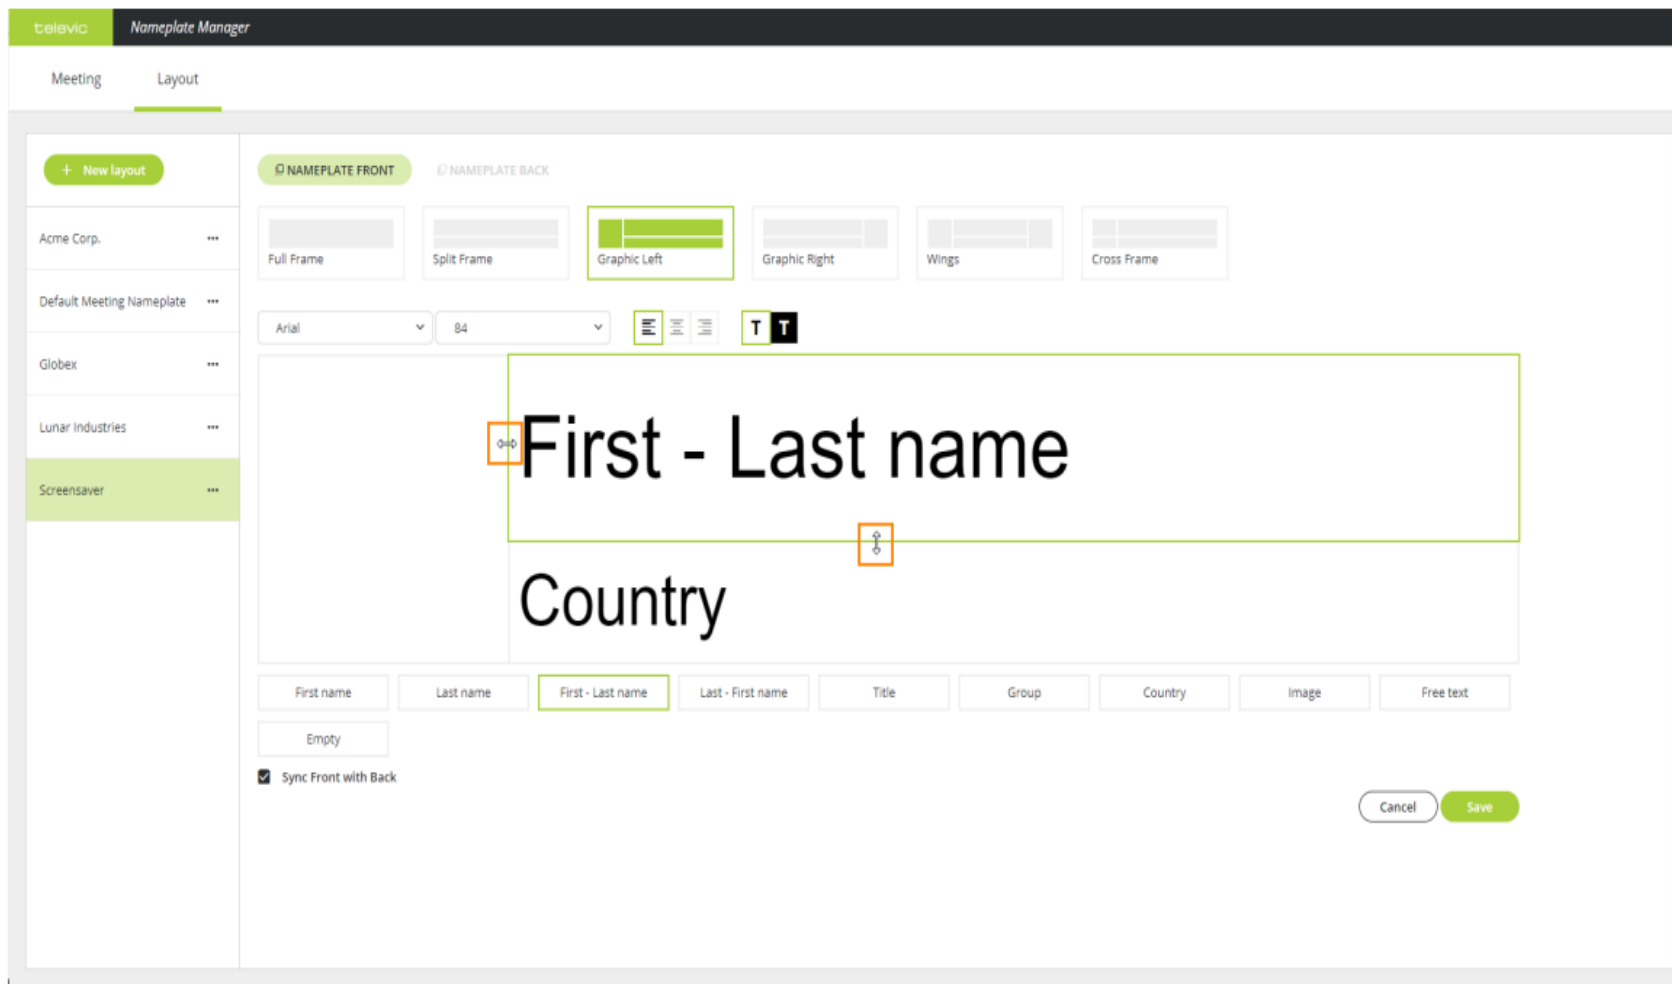 televic Nameplate Manager
Meeting Layout
+ New layout
NAMEPLATE FRONT NAMEPLATE BACK
Acme Corp. ...
Full Frame Split Frame Graphic Left Graphic Right Wings Cross Frame
Default Meeting Nameplate ...
Arial 84 T T
Globex ...
Lunar Industries ...
First - Last name
Screensaver ...
Country
First name Last name First - Last name Last - First name Title Group Country Image Free text
Empty
Sync Front with Back
Cancel Save